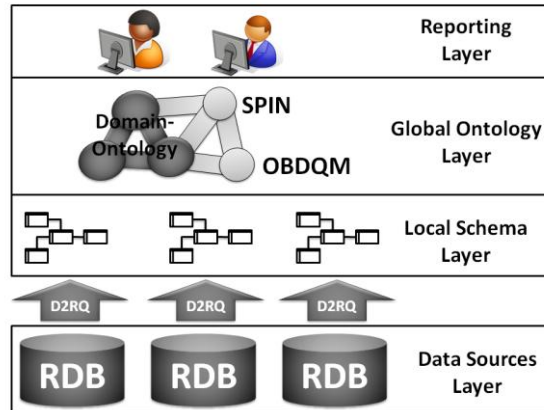 Reporting
Layer
SPIN
Domain-
Ontology
OBDQM
Global Ontology
Layer
Local Schema
Layer
D2RQ
D2RQ
D2RQ
RDB
RDB
RDB
Data Sources
Layer